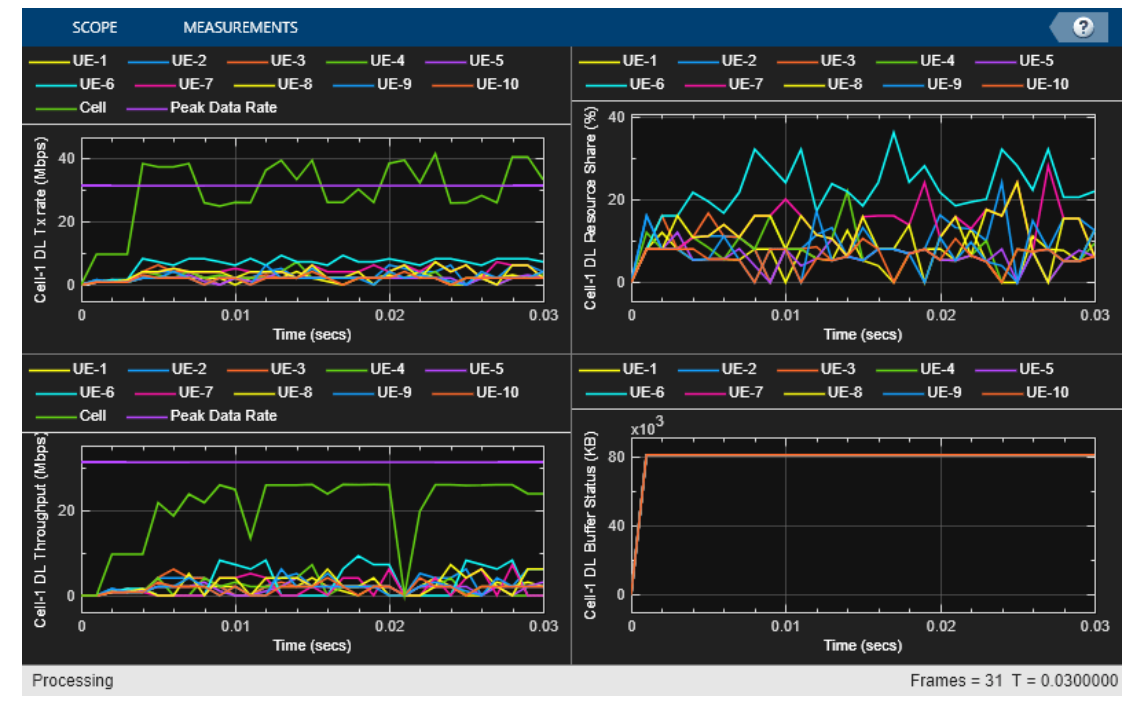 SCOPE MEASUREMENTS ?
UE-1 UE-2 UE-3 UE-4 UE-5
UE-6 UE-7 UE-8 UE-9 UE-10
Cell Peak Data Rate
Cell-1 DL Tx rate (Mbps)
40
20
0
0 0.01 0.02 0.03
Time (secs)
UE-1 UE-2 UE-3 UE-4 UE-5
UE-6 UE-7 UE-8 UE-9 UE-10
Cell-1 DL Resource Share (%)
40
20
0
0 0.01 0.02 0.03
Time (secs)
UE-1 UE-2 UE-3 UE-4 UE-5
UE-6 UE-7 UE-8 UE-9 UE-10
Cell Peak Data Rate
Cell-1 DL Throughput (Mbps)
20
0
0 0.01 0.02 0.03
Time (secs)
UE-1 UE-2 UE-3 UE-4 UE-5
UE-6 UE-7 UE-8 UE-9 UE-10
x10³
Cell-1 DL Buffer Status (KB)
80
40
0
0 0.01 0.02 0.03
Time (secs)
Processing Frames = 31 T = 0.0300000